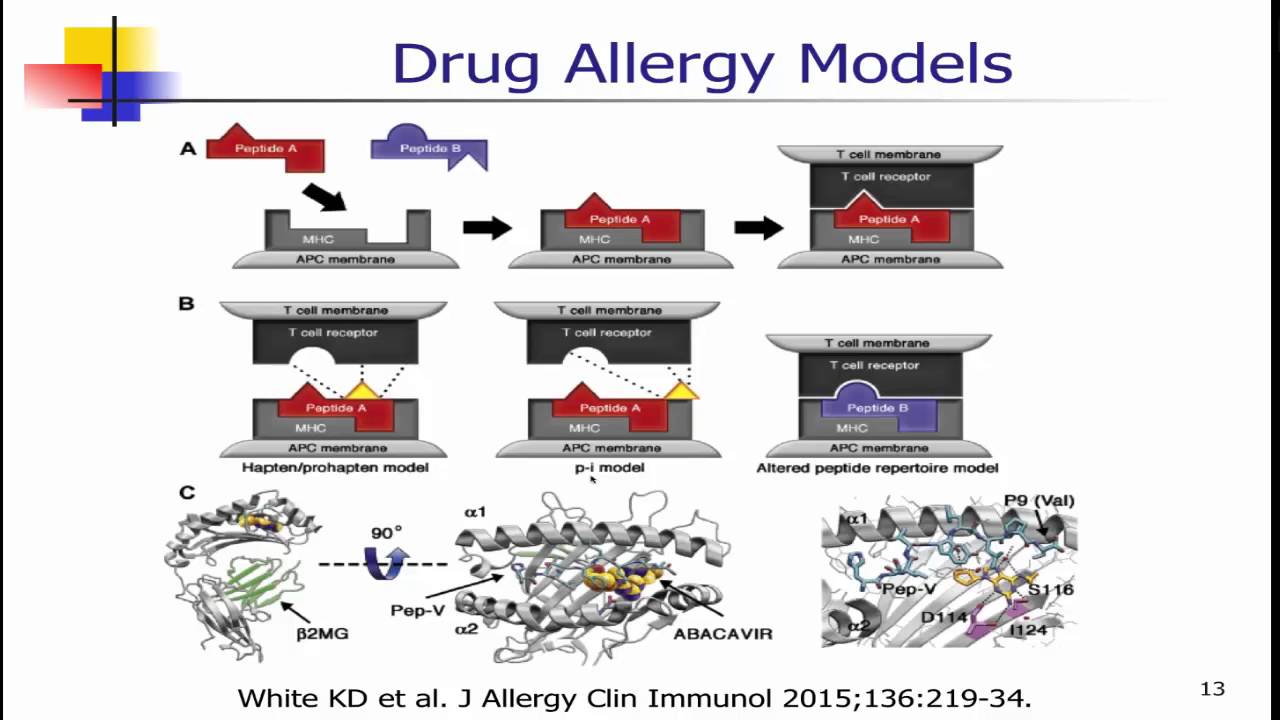 Drug Allergy Models
A
Peptide A
Peptide B
MHC
APC membrane
Peptide A
MHC
APC membrane
T cell membrane
T cell receptor
Peptide A
MHC
APC membrane
B
T cell membrane
T cell receptor
Peptide A
MHC
APC membrane
Hapten/prohapten model
T cell membrane
T cell receptor
Peptide A
MHC
APC membrane
p-i model
T cell membrane
T cell receptor
Peptide B
MHC
APC membrane
Altered peptide repertoire model
C
β2MG
90°
α1
Pep-V
α2
ABACAVIR
α1
P9 (Val)
Pep-V
S116
D114
I124
α2
White KD et al. J Allergy Clin Immunol 2015;136:219-34.
13